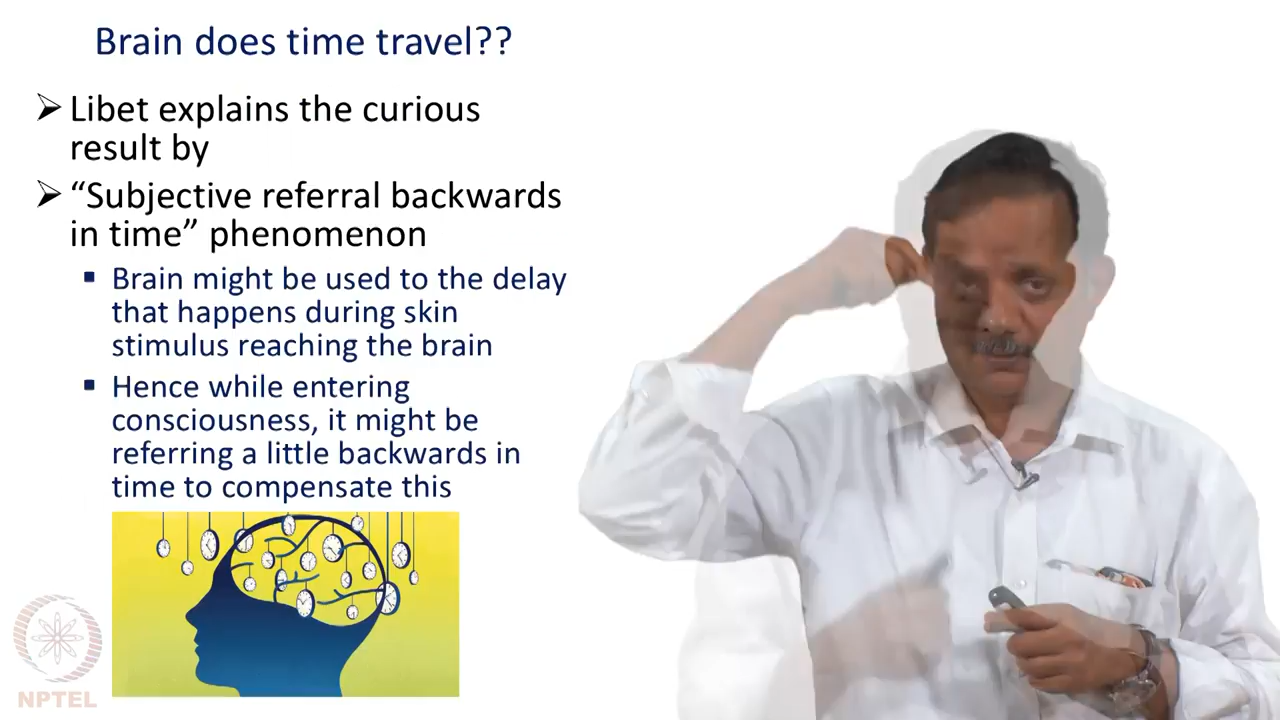 Brain does time travel??
➢ Libet explains the curious
result by
➢ “Subjective referral backwards
in time” phenomenon
▪ Brain might be used to the delay
that happens during skin
stimulus reaching the brain
▪ Hence while entering
consciousness, it might be
referring a little backwards in
time to compensate this
NPTEL